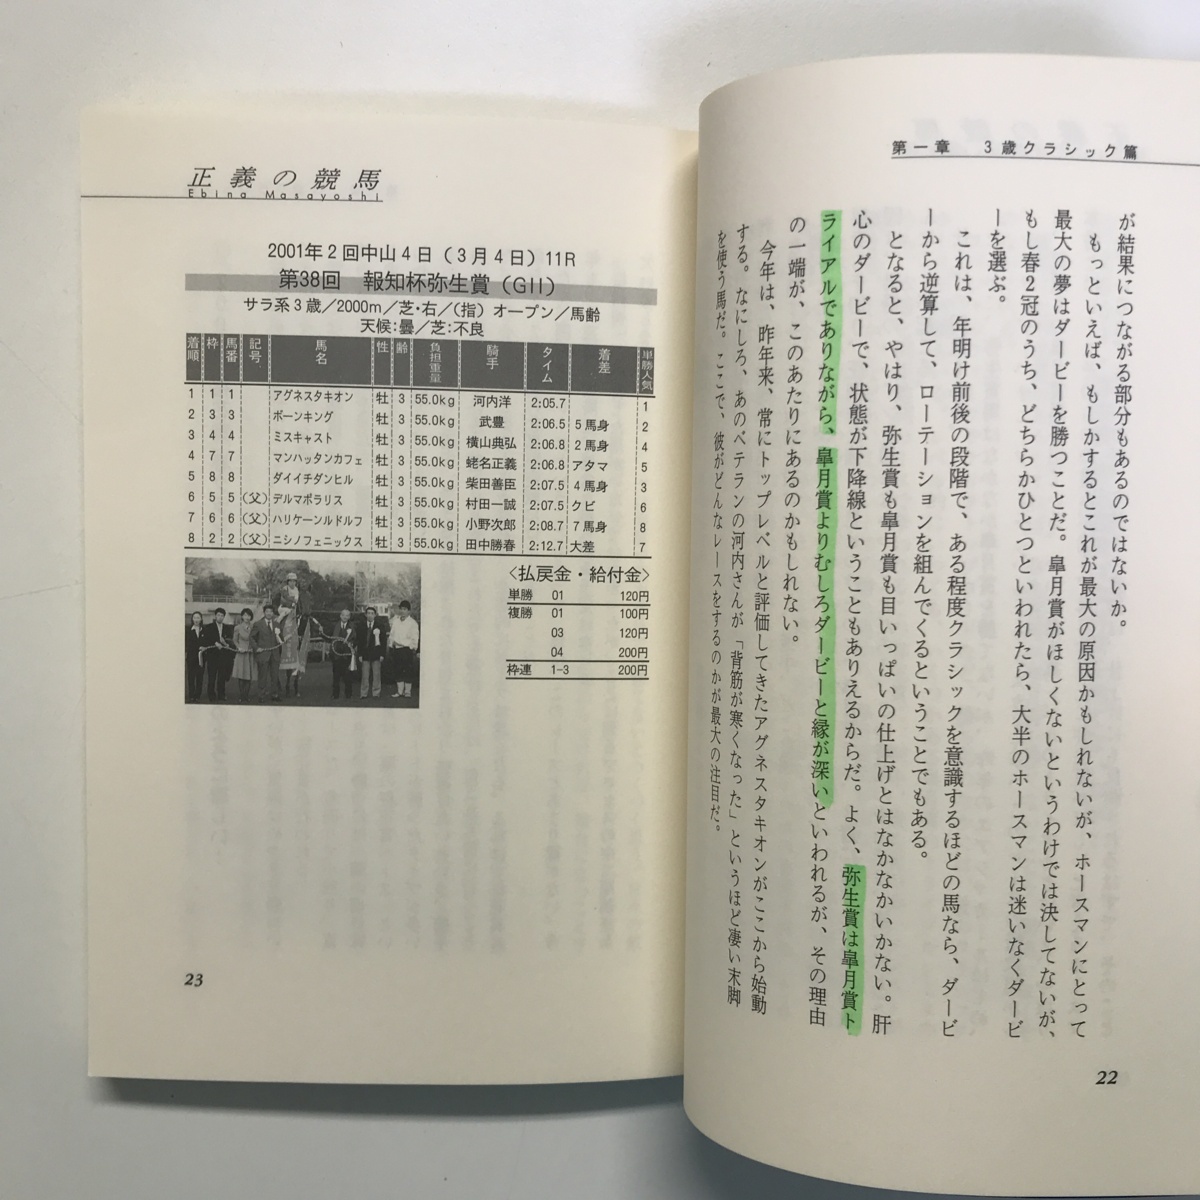 第一章 3歳クラシック篇
が結果につながる部分もあるのではないか。
もっといえば、もしかするとこれが最大の原因かもしれないが、ホースマンにとって
最大の夢はダービーを勝つことだ。皐月賞がほしくないというわけでは決してないが、
もし春2冠のうち、どちらかひとつといわれたら、大半のホースマンは迷いなくダービ
ーを選ぶ。
これは、年明け前後の段階で、ある程度クラシックを意識するほどの馬なら、ダービ
ーから逆算して、ローテーションを組んでくるということでもある。
となると、やはり、弥生賞も皐月賞も目いっぱいの仕上げとはなかなかいかない。肝
心のダービーで、状態が下降線ということもありえるからだ。よく、弥生賞は皐月賞ト
ライアルでありながら、皐月賞よりむしろダービーと縁が深いといわれるが、その理由
の一端が、このあたりにあるのかもしれない。
今年は、昨年来、常にトップレベルと評価してきたアグネスタキオンがここから始動
する。なにしろ、あのベテランの河内さんが「背筋が寒くなった」というほど凄い末脚
を使う馬だ。ここで、彼がどんなレースをするのかが最大の注目だ。
22
正義の競馬
Ebina Masayoshi
2001年2回中山4日(3月4日)11R
第38回 報知杯弥生賞(GII)
サラ系3歳/2000m/芝・右/(指)オープン/馬齢
天候:曇/芝:不良
着順 枠 馬番 記号 馬名 性 齢 負担重量 騎手 タイム 着差 単勝人気
1 1 1 アグネスタキオン 牡 3 55.0kg 河内洋 2:05.7 1
2 3 3 ボーンキング 牡 3 55.0kg 武豊 2:06.5 5馬身 2
3 4 4 ミスキャスト 牡 3 55.0kg 横山典弘 2:06.8 2馬身 4
4 7 7 マンハッタンカフェ 牡 3 55.0kg 蛯名正義 2:06.8 アタマ 5
5 8 8 ダイイチダンヒル 牡 3 55.0kg 柴田善臣 2:07.5 4馬身 3
6 5 5 (父) デルマポラリス 牡 3 55.0kg 村田一誠 2:07.5 クビ 6
7 6 6 (父) ハリケーンルドルフ 牡 3 55.0kg 小野次郎 2:08.7 7馬身 8
8 2 2 (父) ニシノフェニックス 牡 3 55.0kg 田中勝春 2:12.7 大差 7
<払戻金・給付金>
単勝 01 120円
複勝 01 100円
03 120円
04 200円
枠連 1-3 200円
23